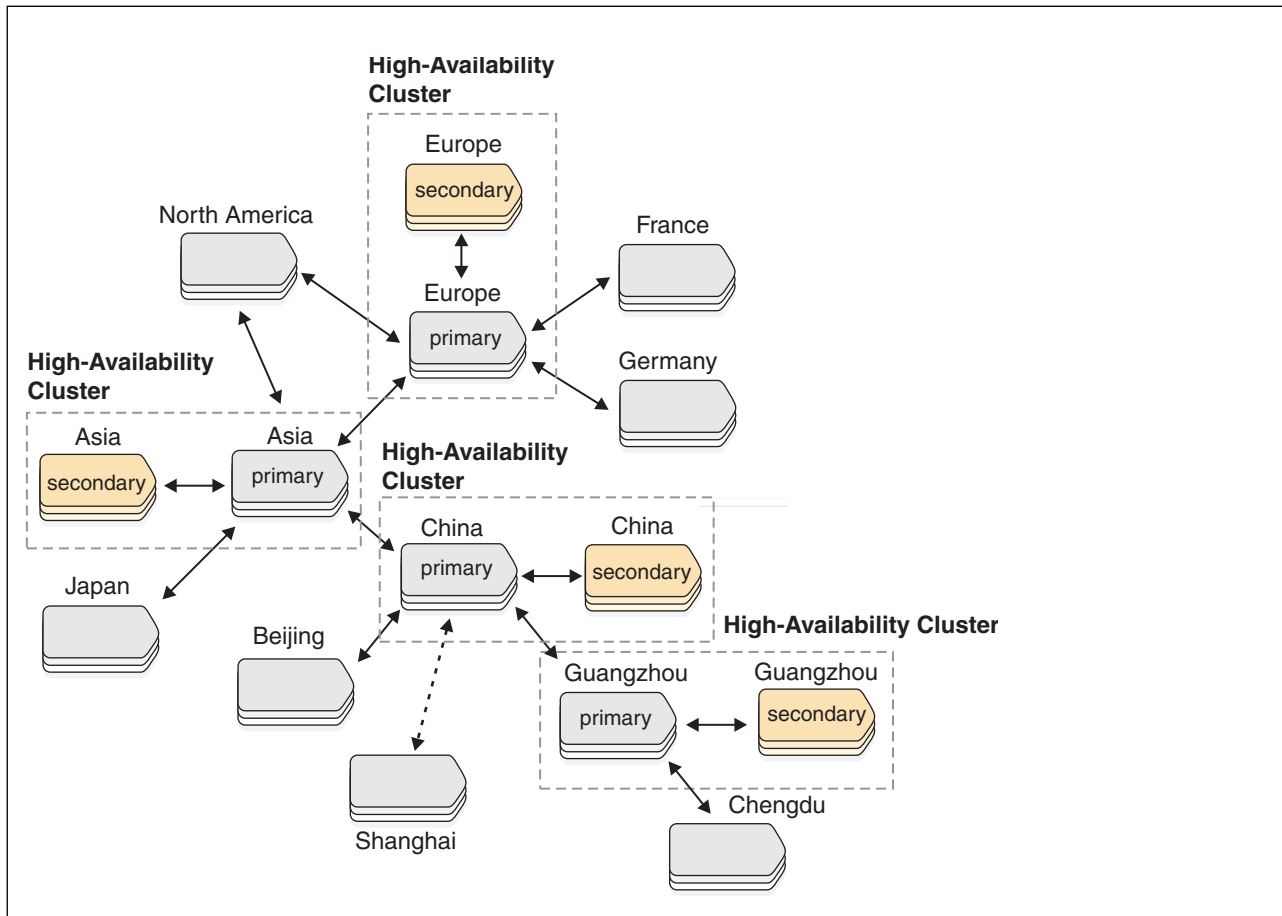 High-Availability
Cluster
Europe
secondary
North America
France
Europe
primary
High-Availability
Cluster
Germany
Asia
Asia
secondary
primary
High-Availability
Cluster
China
China
primary
secondary
Japan
Beijing
High-Availability Cluster
Guangzhou
Guangzhou
primary
secondary
Shanghai
Chengdu